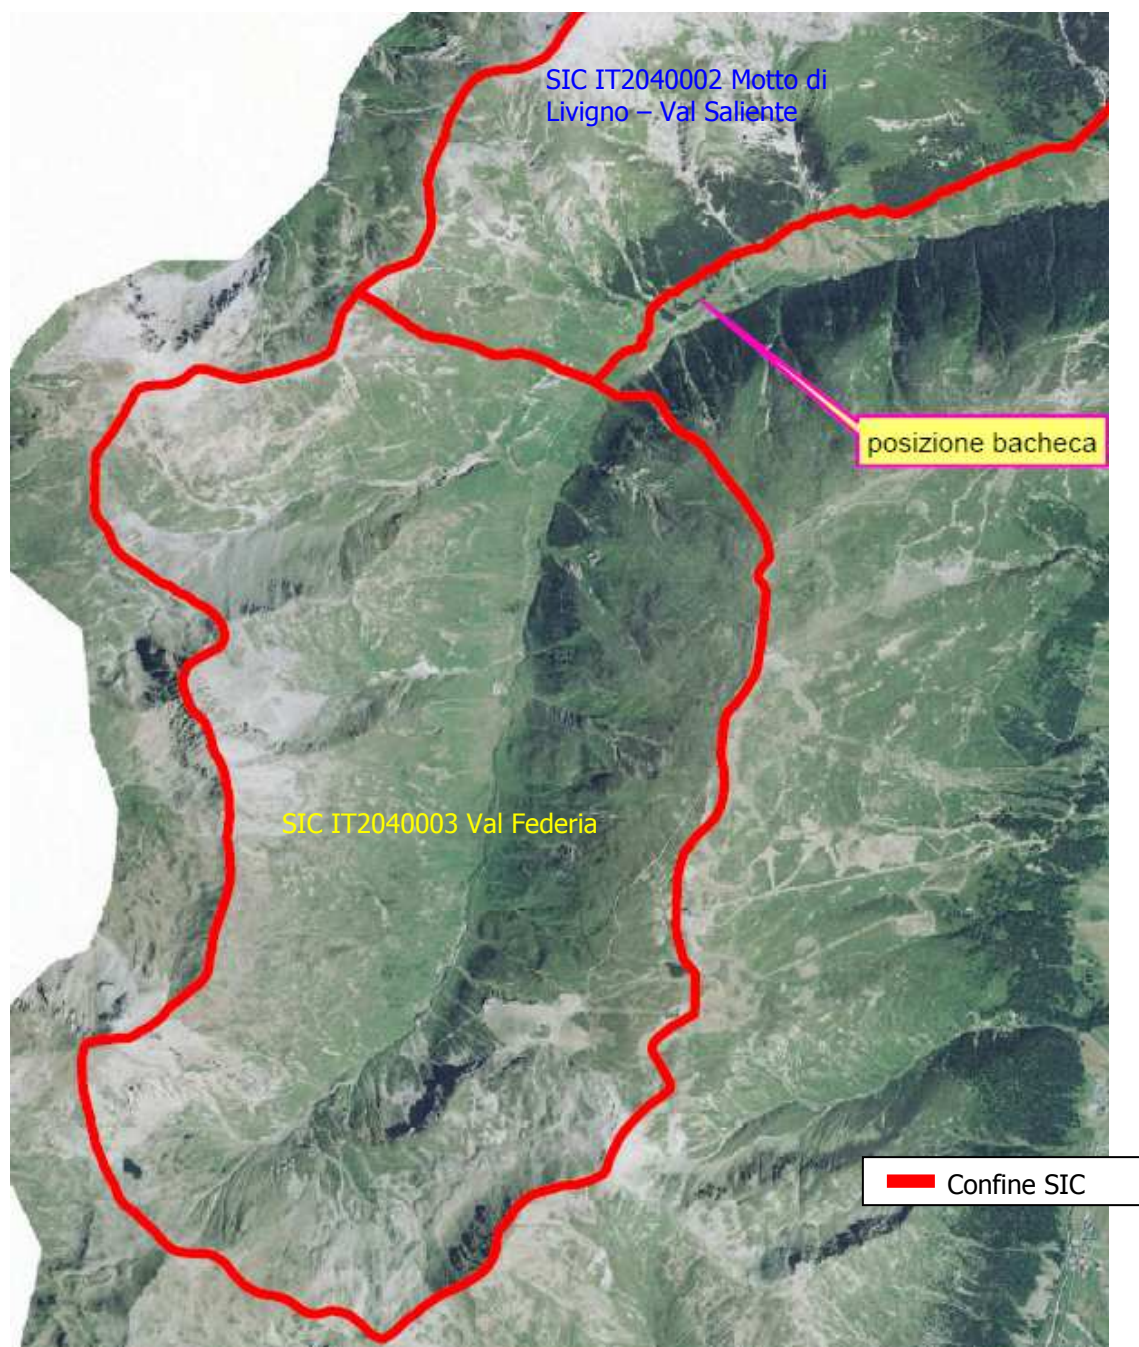 SIC IT2040002 Motto di
Livigno – Val Saliente
posizione bacheca
SIC IT2040003 Val Federia
Confine SIC